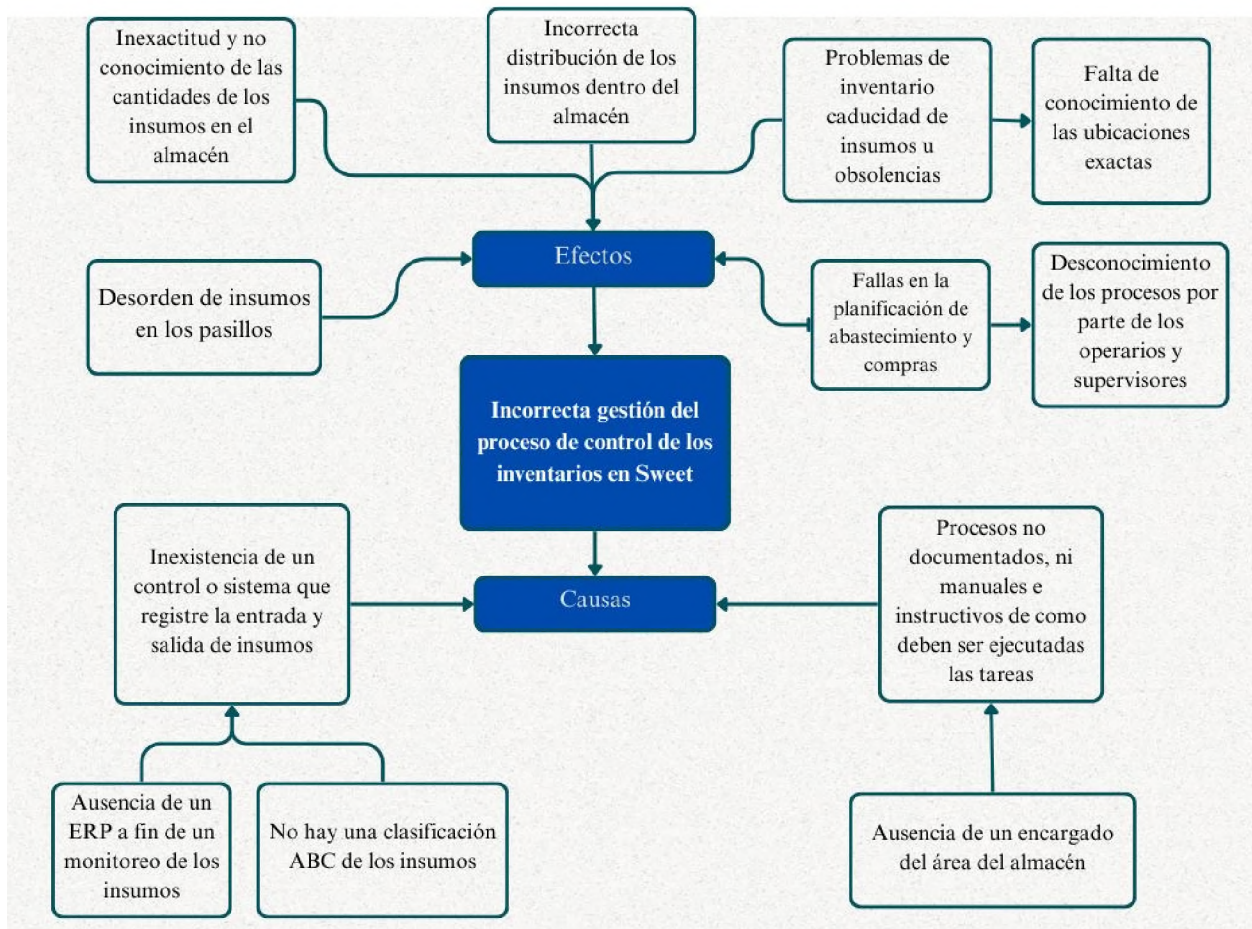 Inexactitud y no
conocimiento de las
cantidades de los
insumos en el
almacén
Incorrecta
distribución de los
insumos dentro del
almacén
Problemas de
inventario
caducidad de
insumos u
obsolencias
Falta de
conocimiento de
las ubicaciones
exactas
Efectos
Desorden de insumos
en los pasillos
Fallas en la
planificación de
abastecimiento y
compras
Desconocimiento
de los procesos por
parte de los
operarios y
supervisores
Incorrecta gestión del
proceso de control de los
inventarios en Sweet
Inexistencia de un
control o sistema que
registre la entrada y
salida de insumos
Causas
Procesos no
documentados, ni
manuales e
instructivos de como
deben ser ejecutadas
las tareas
Ausencia de un
ERP a fin de un
monitoreo de los
insumos
No hay una clasificación
ABC de los insumos
Ausencia de un encargado
del área del almacén